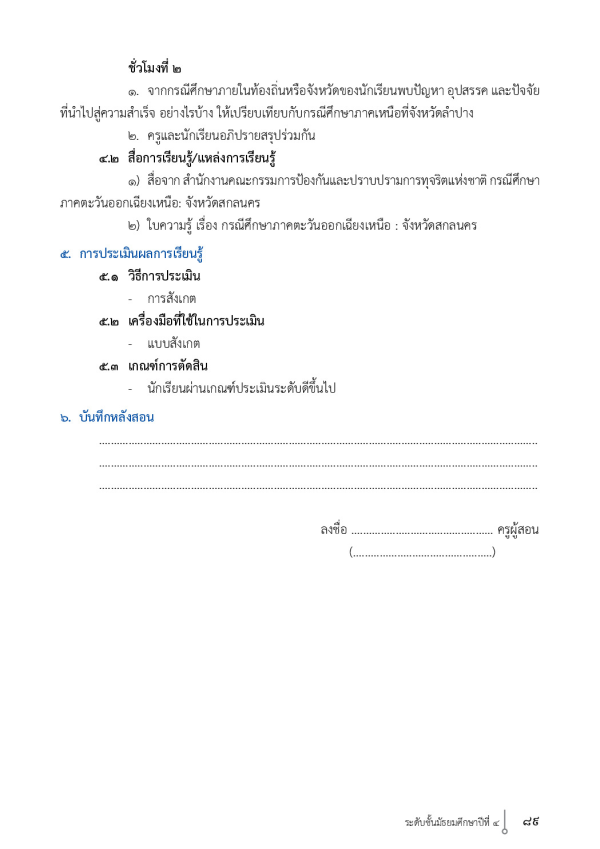 ชั่วโมงที่ ๒
๑. จากกรณีศึกษาภายในท้องถิ่นหรือจังหวัดของนักเรียนพบปัญหา อุปสรรค และปัจจัย
ที่นำไปสู่ความสำเร็จ อย่างไรบ้าง ให้เปรียบเทียบกับกรณีศึกษาภาคเหนือที่จังหวัดลำปาง
๒. ครูและนักเรียนอภิปรายสรุปร่วมกัน
๔.๒ สื่อการเรียนรู้/แหล่งการเรียนรู้
๑) สื่อจาก สำนักงานคณะกรรมการป้องกันและปราบปรามการทุจริตแห่งชาติ กรณีศึกษา
ภาคตะวันออกเฉียงเหนือ: จังหวัดสกลนคร
๒) ใบความรู้ เรื่อง กรณีศึกษาภาคตะวันออกเฉียงเหนือ : จังหวัดสกลนคร
๕. การประเมินผลการเรียนรู้
๕.๑ วิธีการประเมิน
- การสังเกต
๕.๒ เครื่องมือที่ใช้ในการประเมิน
- แบบสังเกต
๕.๓ เกณฑ์การตัดสิน
- นักเรียนผ่านเกณฑ์ประเมินระดับดีขึ้นไป
๖. บันทึกหลังสอน
....................................................................................................................................................
....................................................................................................................................................
....................................................................................................................................................
ลงชื่อ ................................................ ครูผู้สอน
(...............................................)
ระดับชั้นมัธยมศึกษาปีที่ ๔ ๘๙